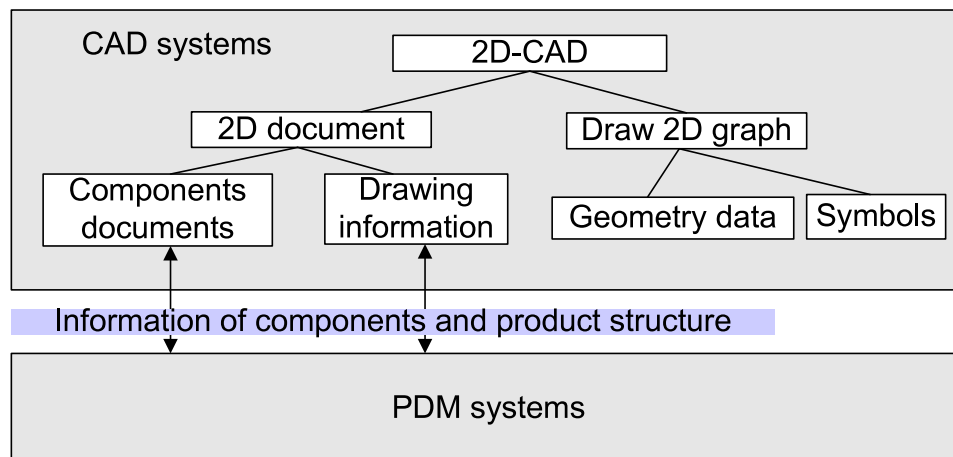 CAD systems
2D-CAD
2D document
Draw 2D graph
Components
documents
Drawing
information
Geometry data
Symbols
Information of components and product structure
PDM systems